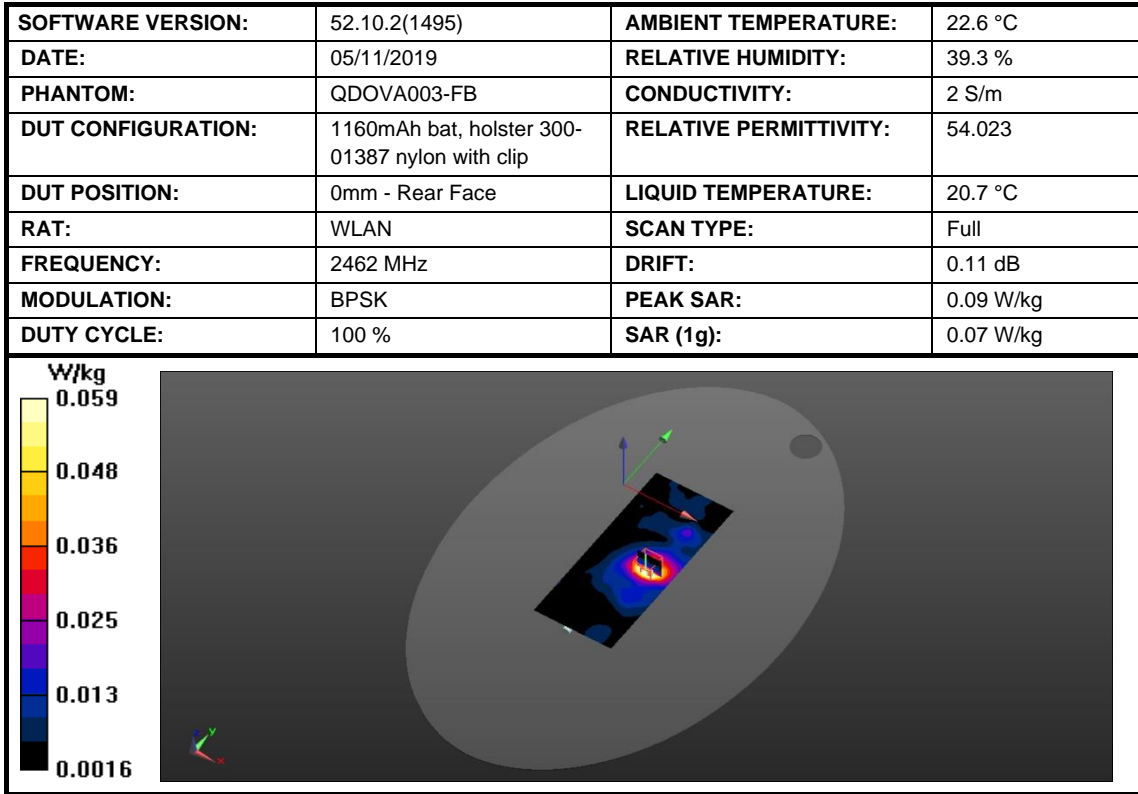 SOFTWARE VERSION: 52.10.2(1495) AMBIENT TEMPERATURE: 22.6 °C
DATE: 05/11/2019 RELATIVE HUMIDITY: 39.3 %
PHANTOM: QDOVA003-FB CONDUCTIVITY: 2 S/m
DUT CONFIGURATION: 1160mAh bat, holster 300- RELATIVE PERMITTIVITY: 54.023
01387 nylon with clip
DUT POSITION: 0mm - Rear Face LIQUID TEMPERATURE: 20.7 °C
RAT: WLAN SCAN TYPE: Full
FREQUENCY: 2462 MHz DRIFT: 0.11 dB
MODULATION: BPSK PEAK SAR: 0.09 W/kg
DUTY CYCLE: 100 % SAR (1g): 0.07 W/kg
W/kg
0.059
0.048
0.036
0.025
0.013
0.0016
z y
x